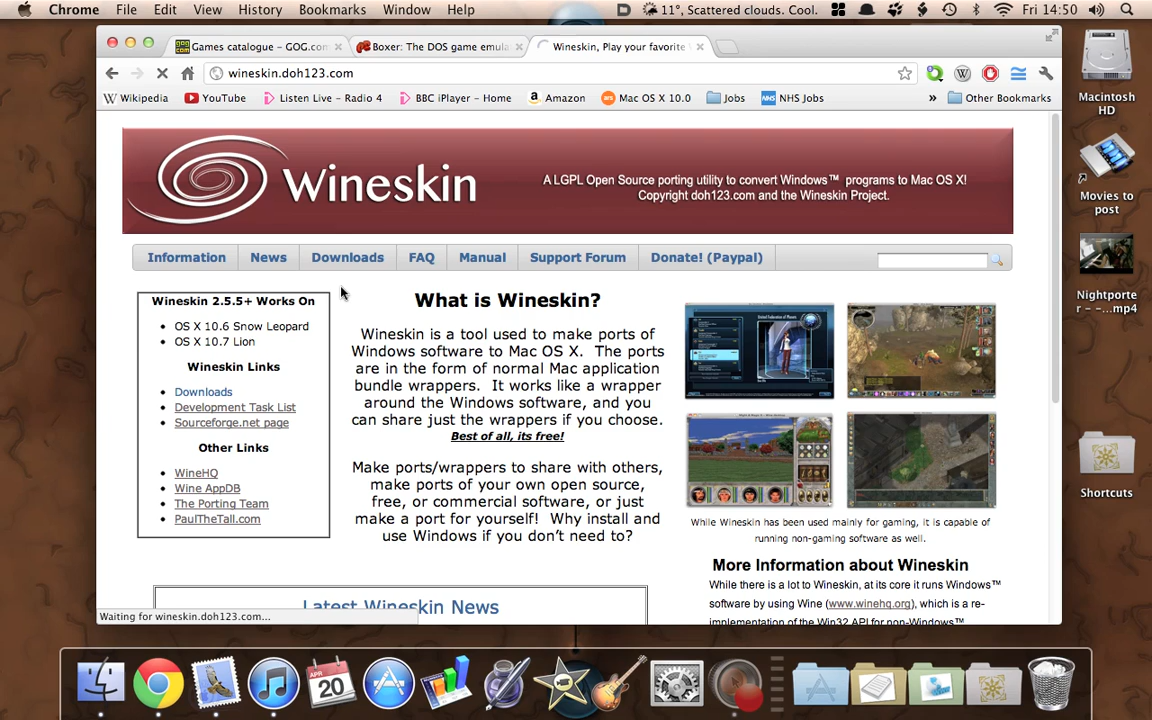 Chrome File Edit View History Bookmarks Window Help 11°, Scattered clouds. Cool. Fri 14:50
Games catalogue - GOG.com Boxer: The DOS game emula Wineskin, Play your favorite
wineskin.doh123.com
Wikipedia YouTube Listen Live - Radio 4 BBC iPlayer - Home Amazon Mac OS X 10.0 Jobs NHS Jobs » Other Bookmarks
Wineskin
A LGPL Open Source porting utility to convert Windows™ programs to Mac OS X!
Copyright doh123.com and the Wineskin Project.
Information News Downloads FAQ Manual Support Forum Donate! (Paypal)
Wineskin 2.5.5+ Works On
OS X 10.6 Snow Leopard
OS X 10.7 Lion
Wineskin Links
Downloads
Development Task List
Sourceforge.net page
Other Links
WineHQ
Wine AppDB
The Porting Team
PaulTheTall.com
What is Wineskin?
Wineskin is a tool used to make ports of
Windows software to Mac OS X. The ports
are in the form of normal Mac application
bundle wrappers. It works like a wrapper
around the Windows software, and you
can share just the wrappers if you choose.
Best of all, its free!
Make ports/wrappers to share with others,
make ports of your own open source,
free, or commercial software, or just
make a port for yourself! Why install and
use Windows if you don't need to?
Latest Wineskin News
While Wineskin has been used mainly for gaming, it is capable of
running non-gaming software as well.
More Information about Wineskin
While there is a lot to Wineskin, at its core it runs Windows™
software by using Wine (www.winehq.org), which is a re-
implementation of the Win32 API for non-Windows™
Waiting for wineskin.doh123.com...
Macintosh
HD
Movies to
post
Nightporte
r - -...mp4
Shortcuts
APR
20